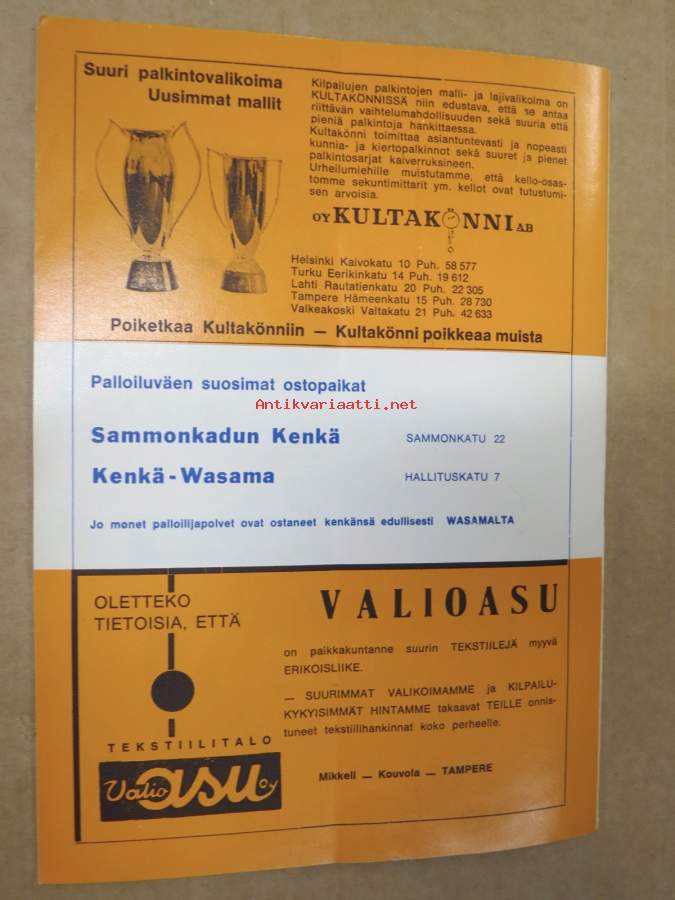 Suuri palkintovalikoima
Uusimmat mallit
Kilpailujen palkintojen malli- ja lajivalikoima on
KULTAKÖNNISSÄ niin edustava, että se antaa
riittävän vaihtelumahdollisuuden sekä suuria että
pieniä palkintoja hankittaessa.
Kultakönni toimittaa asiantuntevasti ja nopeasti
kunnia- ja kiertopalkinnot sekä suuret ja pienet
palkintosarjat kaiverruksineen.
Urheilumiehille muistutamme, että kello-osas-
tomme sekuntimittarit ym. kellot ovat tutustumi-
sen arvoisia.
OY KULTAKÖNNI AB
Helsinki Kaivokatu 10 Puh. 58 577
Turku Eerikinkatu 14 Puh. 19 612
Lahti Rautatienkatu 20 Puh. 22 305
Tampere Hämeenkatu 15 Puh. 28 730
Valkeakoski Valtakatu 21 Puh. 42 633
Poiketkaa Kultakönniin — Kultakönni poikkeaa muista
Palloiluväen suosimat ostopaikat
Antikvariaatti.net
Sammonkadun Kenkä SAMMONKATU 22
Kenkä-Wasama HALLITUSKATU 7
Jo monet palloilijapolvet ovat ostaneet kenkänsä edullisesti WASAMALTA
OLETTEKO
TIETOISIA, ETTÄ
VALIOASU
on paikkakuntanne suurin TEKSTIILEJÄ myyvä
ERIKOISLIIKE.
— SUURIMMAT VALIKOIMAMME ja KILPAILU-
KYKYISIMMÄT HINTAMME takaavat TEILLE onnis-
tuneet tekstiilihankinnat koko perheelle.
TEKSTIILITALO
Valio asu Oy
Mikkeli — Kouvola — TAMPERE